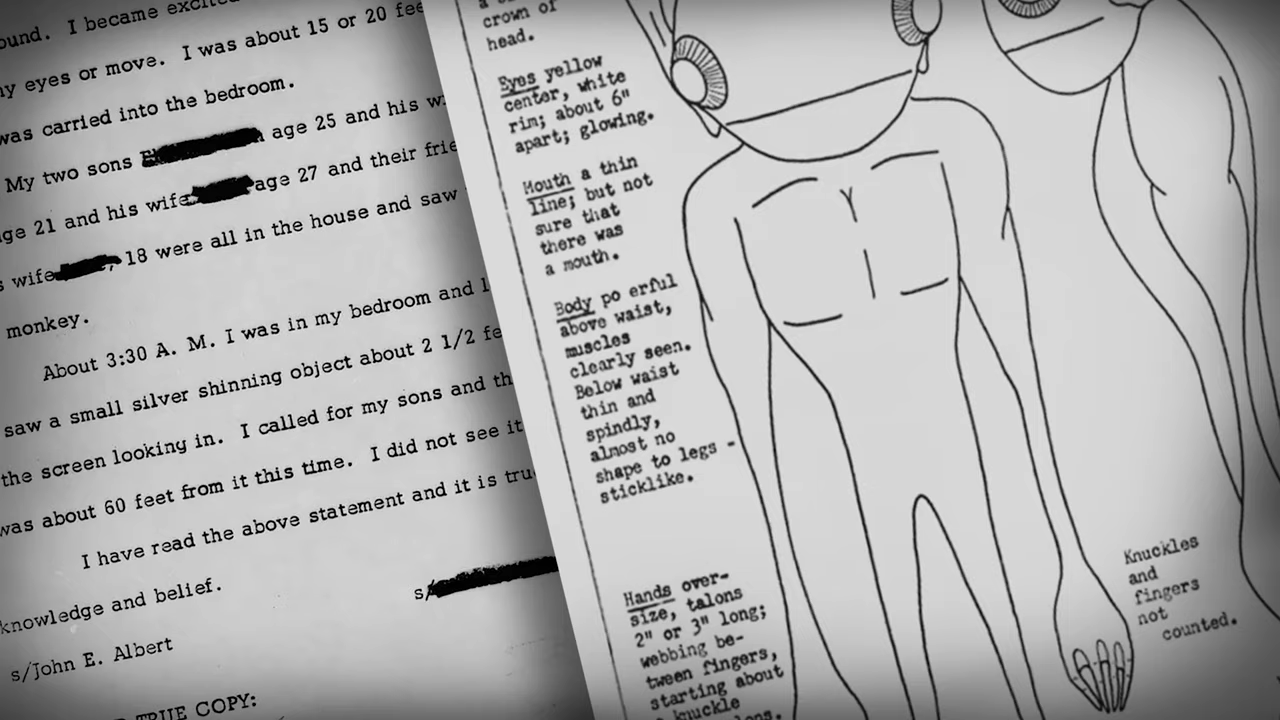 ound. I became excited
my eyes or move. I was about 15 or 20 fee
was carried into the bedroom.
My two sons age 25 and his wi
age 21 and his wife age 27 and their frie
s wife , 18 were all in the house and saw
monkey.
About 3:30 A. M. I was in my bedroom and l
saw a small silver shinning object about 2 1/2 fe
the screen looking in. I called for my sons and th
was about 60 feet from it this time. I did not see it
I have read the above statement and it is true
knowledge and belief.
s/
s/John E. Albert
TRUE COPY:
crown of
head.
Eyes yellow
center, white
rim; about 6"
apart; glowing.
Mouth a thin
line; but not
sure that
there was
a mouth.
Body po erful
above waist,
muscles
clearly seen.
Below waist
thin and
spindly,
almost no
shape to legs -
sticklike.
Hands over-
size, talons
2" or 3" long;
webbing be-
tween fingers,
starting about
knuckle
Knuckles
and
fingers
not
counted.